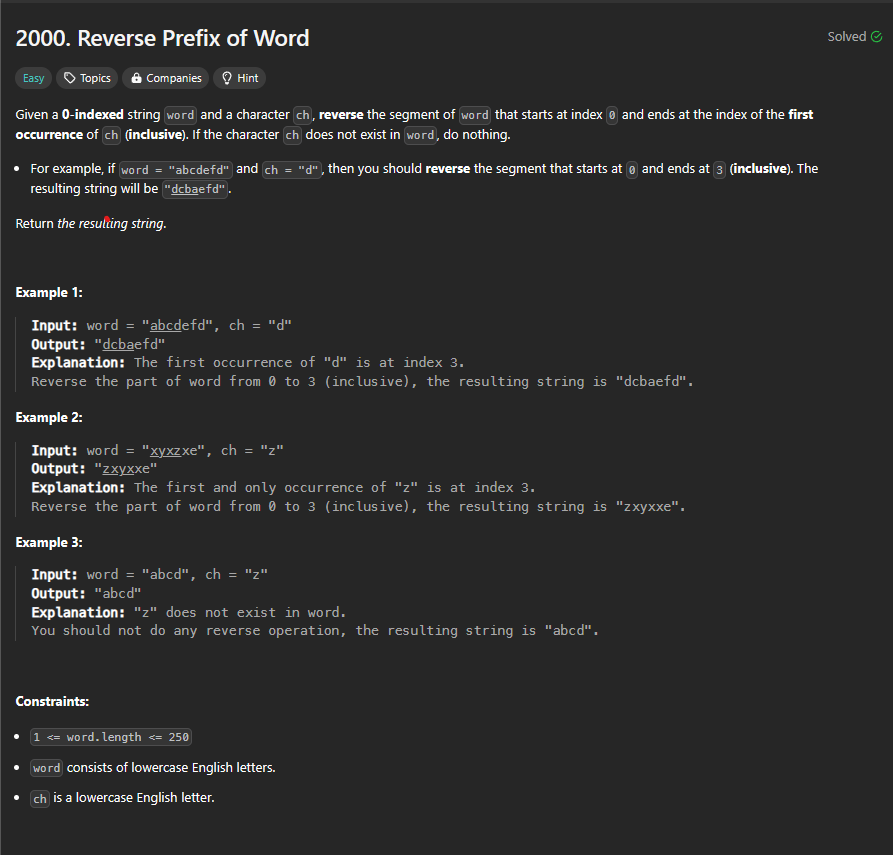 2000. Reverse Prefix of Word
Solved
Easy Topics Companies Hint
Given a 0-indexed string word and a character ch, reverse the segment of word that starts at index 0 and ends at the index of the first
occurrence of ch (inclusive). If the character ch does not exist in word, do nothing.
• For example, if word = "abcdefd" and ch = "d", then you should reverse the segment that starts at 0 and ends at 3 (inclusive). The
resulting string will be "dcbaefd".
Return the resulting string.
Example 1:
Input: word = "abcdefd", ch = "d"
Output: "dcbaefd"
Explanation: The first occurrence of "d" is at index 3.
Reverse the part of word from 0 to 3 (inclusive), the resulting string is "dcbaefd".
Example 2:
Input: word = "xyxzxe", ch = "z"
Output: "zxyxxe"
Explanation: The first and only occurrence of "z" is at index 3.
Reverse the part of word from 0 to 3 (inclusive), the resulting string is "zxyxxe".
Example 3:
Input: word = "abcd", ch = "z"
Output: "abcd"
Explanation: "z" does not exist in word.
You should not do any reverse operation, the resulting string is "abcd".
Constraints:
• 1 <= word.length <= 250
• word consists of lowercase English letters.
• ch is a lowercase English letter.